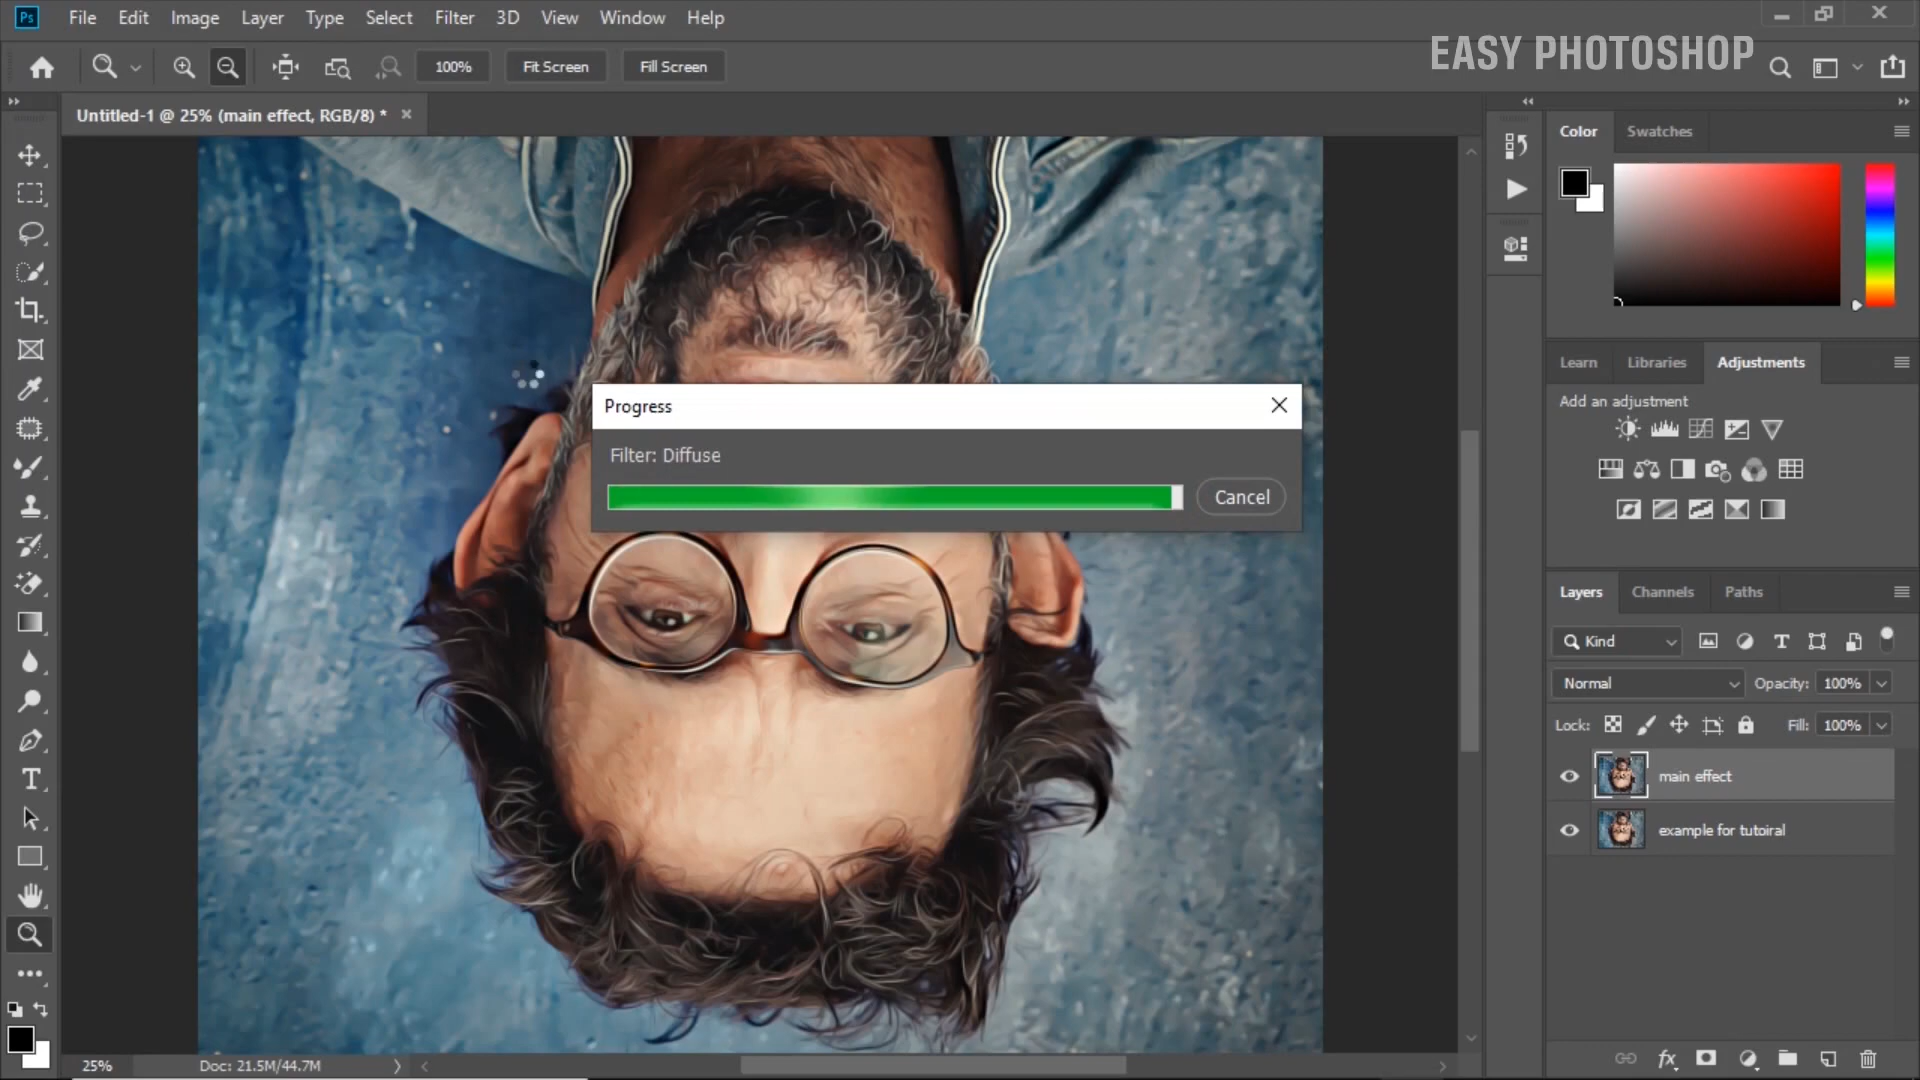 Ps File Edit Image Layer Type Select Filter 3D View Window Help
EASY PHOTOSHOP
100% Fit Screen Fill Screen
Untitled-1 @ 25% (main effect, RGB/8) *
Color Swatches
Learn Libraries Adjustments
Add an adjustment
Progress
Filter: Diffuse
Cancel
Layers Channels Paths
Kind
Normal Opacity: 100%
Lock: Fill: 100%
main effect
example for tutoiral
25% Doc: 21.5M/44.7M